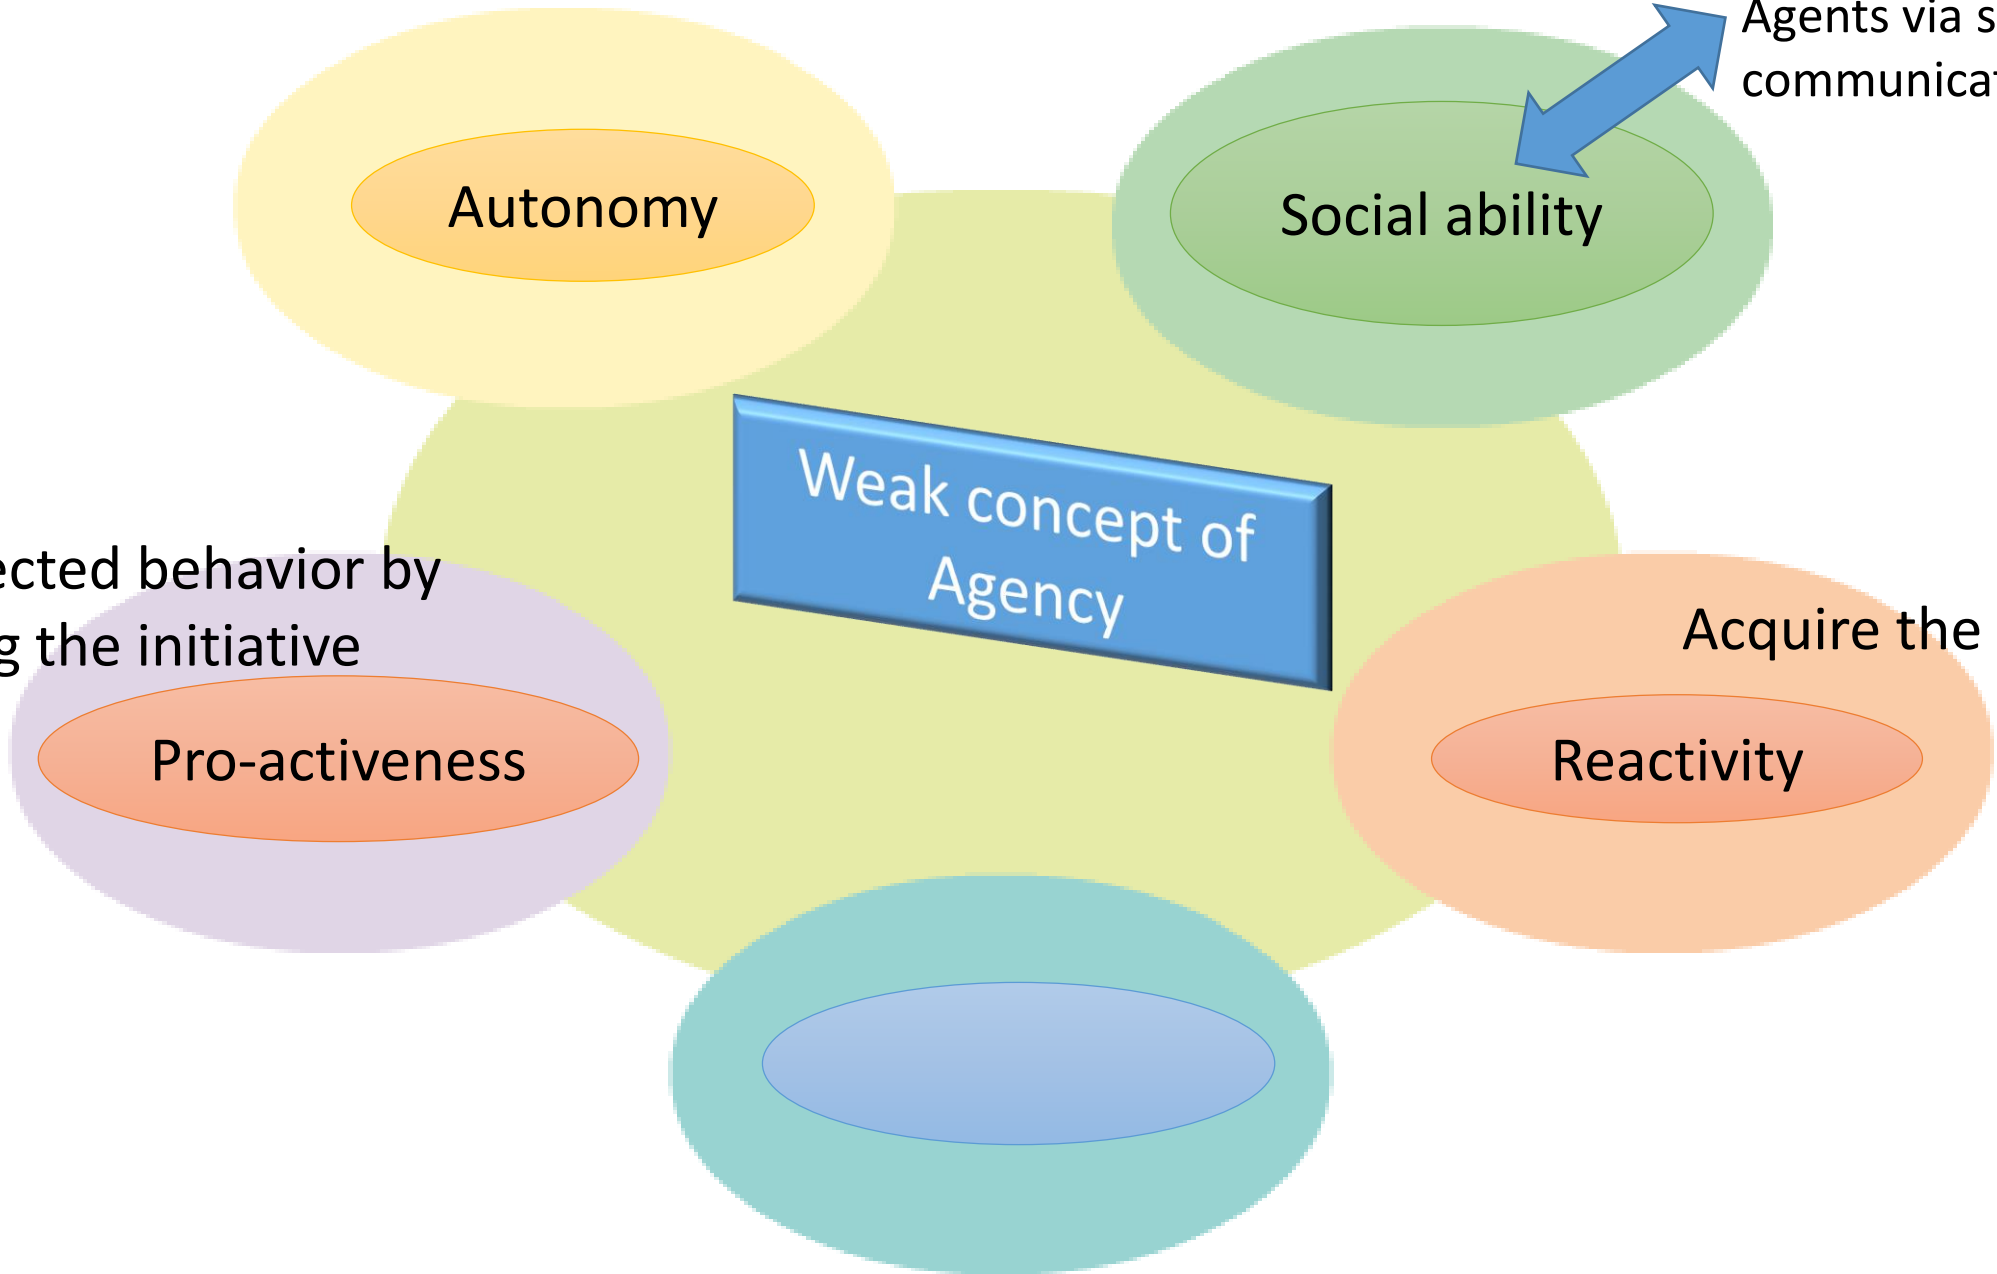 Agents via s
communicat
Autonomy
Social ability
Weak concept of
Agency
ected behavior by
g the initiative
Acquire the
Pro-activeness
Reactivity